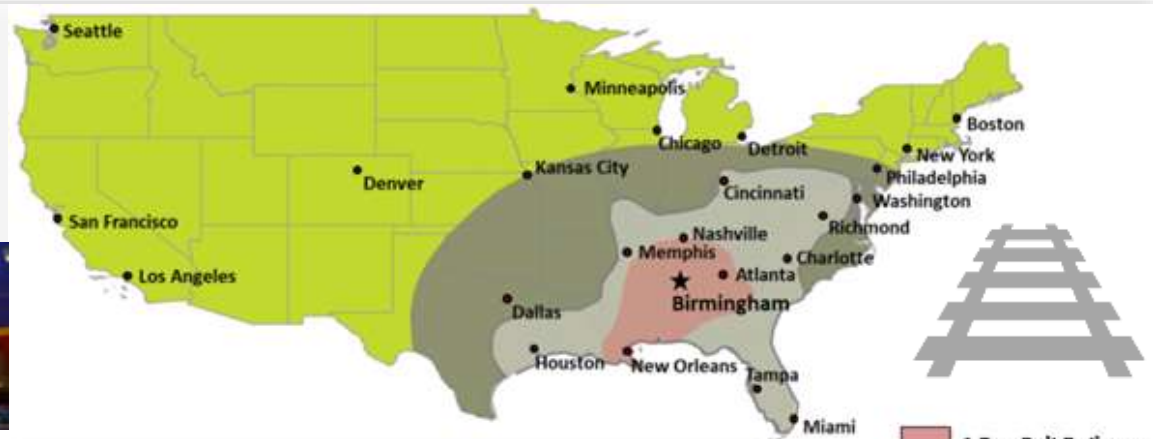 Seattle
Minneapolis
Boston
Chicago
Detroit
New York
Kansas City
Philadelphia
Denver
Cincinnati
Washington
San Francisco
Richmond
Nashville
Memphis
Charlotte
Los Angeles
Atlanta
Birmingham
Dallas
Houston
New Orleans
Tampa
Miami